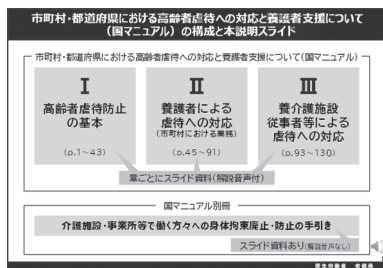 市町村・都道府県における高齢者虐待への対応と養護者支援について
(国マニュアル)の構成と本説明スライド
市町村・都道府県における高齢者虐待への対応と養護者支援について(国マニュアル)
Ⅰ
高齢者虐待防止
の基本
(p.1~43)
Ⅱ
養護者による
虐待への対応
(市町村における業務)
(p.45~91)
Ⅲ
養介護施設
従事者等による
虐待への対応
(p.93~130)
章ごとにスライド資料(解説音声付)
国マニュアル別冊
介護施設・事業所等で働く方々への身体拘束廃止・防止の手引き
スライド資料あり(解説音声なし)
厚生労働省 老健局